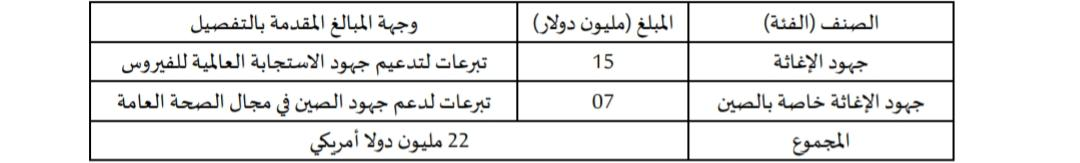 الصنف (الفئة) المبلغ (مليون دولار) وجهة المبالغ المقدمة بالتفصيل
جهود الإغاثة 15 تبرعات لتدعيم جهود الاستجابة العالمية للفيروس
جهود الإغاثة خاصة بالصين 07 تبرعات لدعم جهود الصين في مجال الصحة العامة
المجموع 22 مليون دولا أمريكي